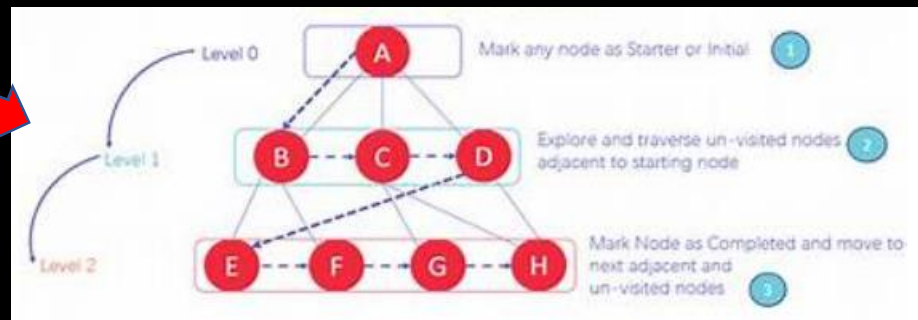 Level 0
A
Mark any node as Starter or Initial
1
Level 1
B
C
D
Explore and traverse un-visited nodes
adjacent to starting node
2
Level 2
E
F
G
H
Mark Node as Completed and move to
next adjacent and
un-visited nodes
3